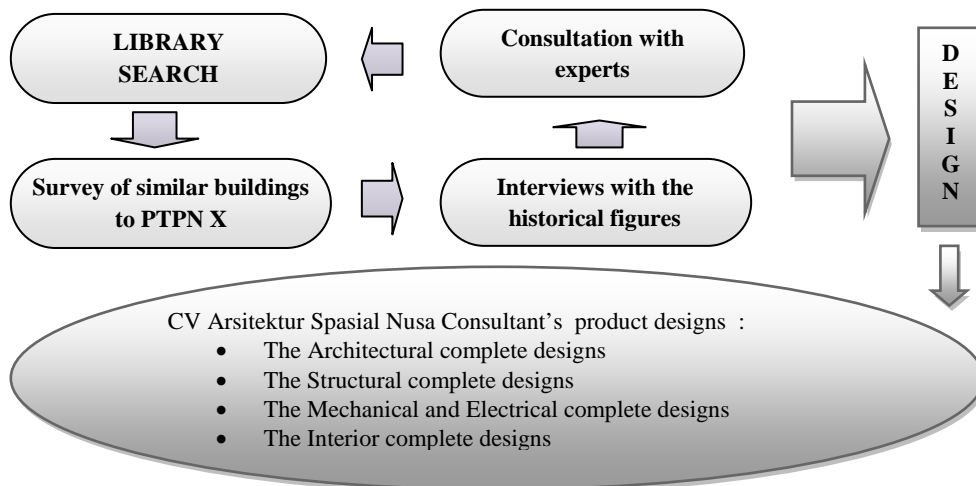 LIBRARY
SEARCH
Consultation with
experts
Survey of similar buildings
to PTPN X
Interviews with the
historical figures
D
E
S
I
G
N
CV Arsitektur Spasial Nusa Consultant’s product designs :
• The Architectural complete designs
• The Structural complete designs
• The Mechanical and Electrical complete designs
• The Interior complete designs